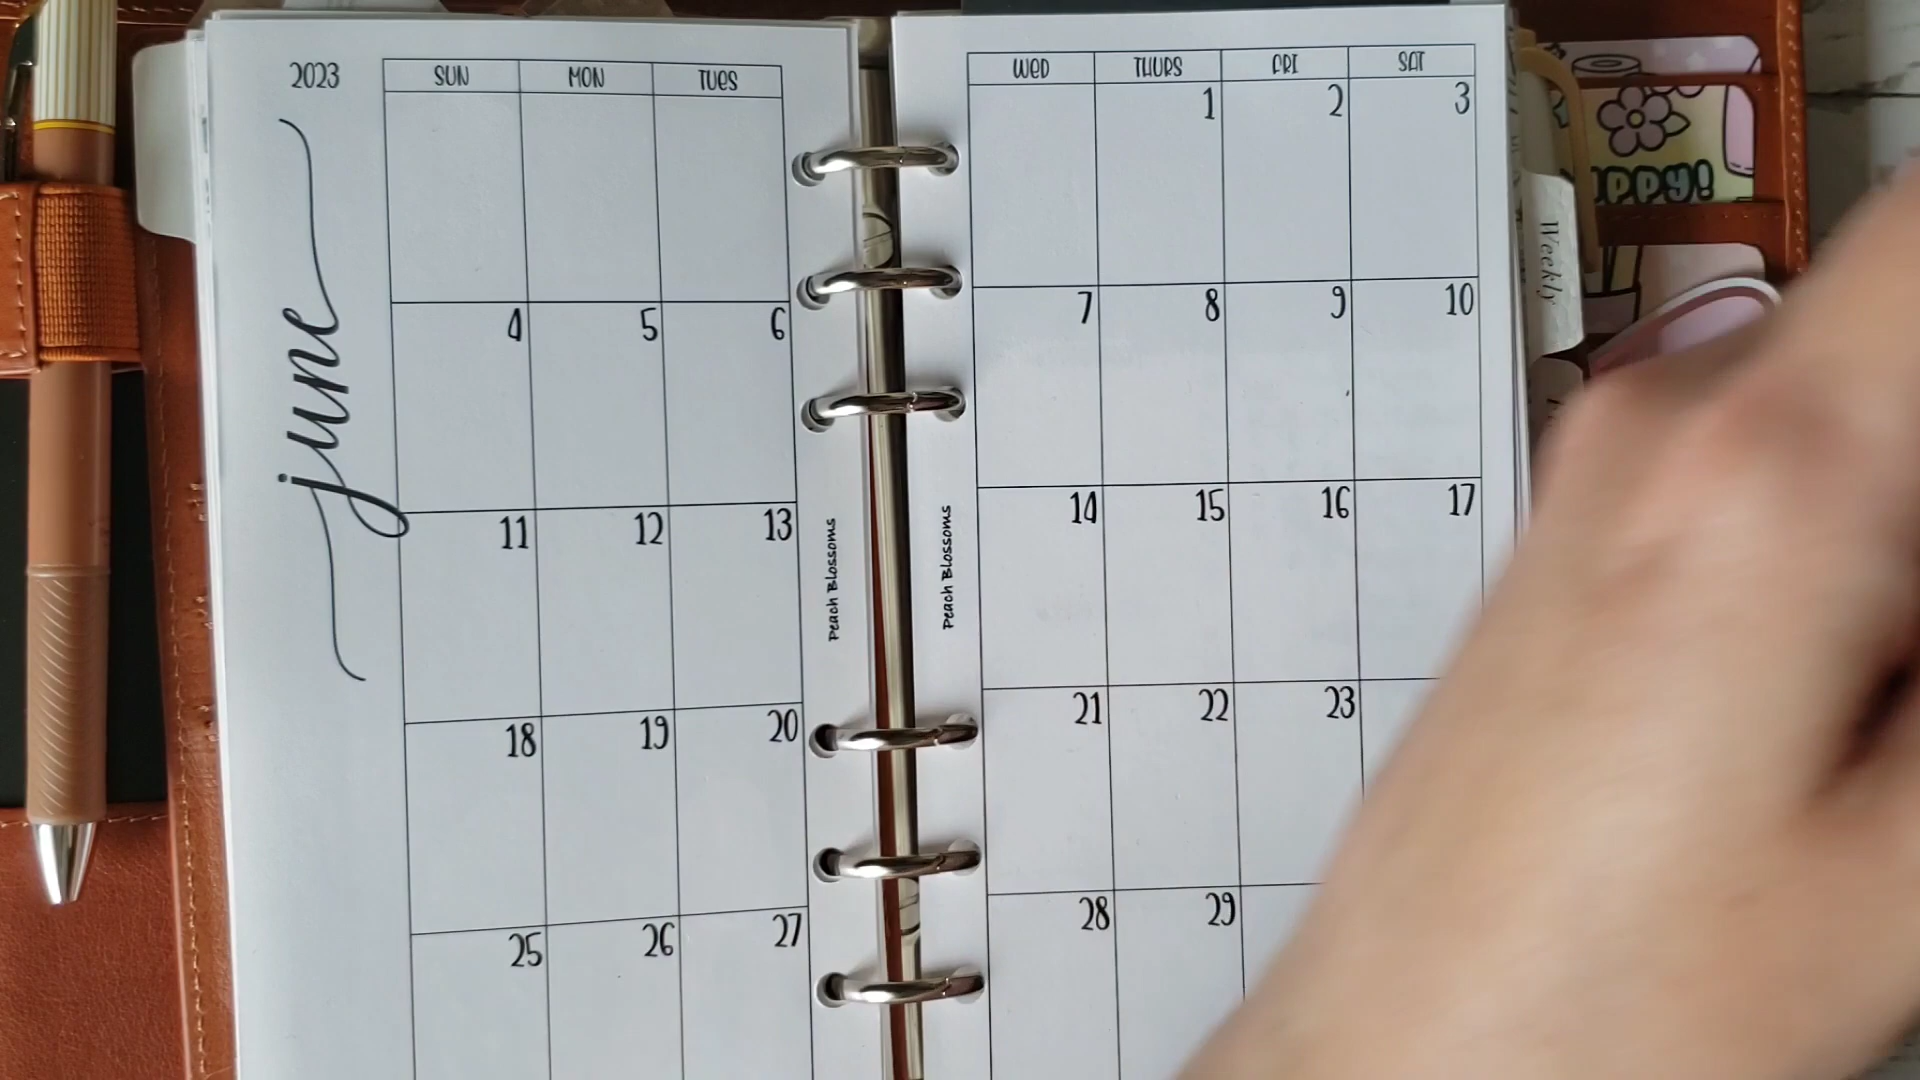 2023
june
SUN MON TUES
4 5 6
11 12 13
18 19 20
25 26 27
Peach Blossoms
WED THURS FRI SAT
1 2 3
7 8 9 10
14 15 16 17
21 22 23
28 29
Peach Blossoms
Weekly